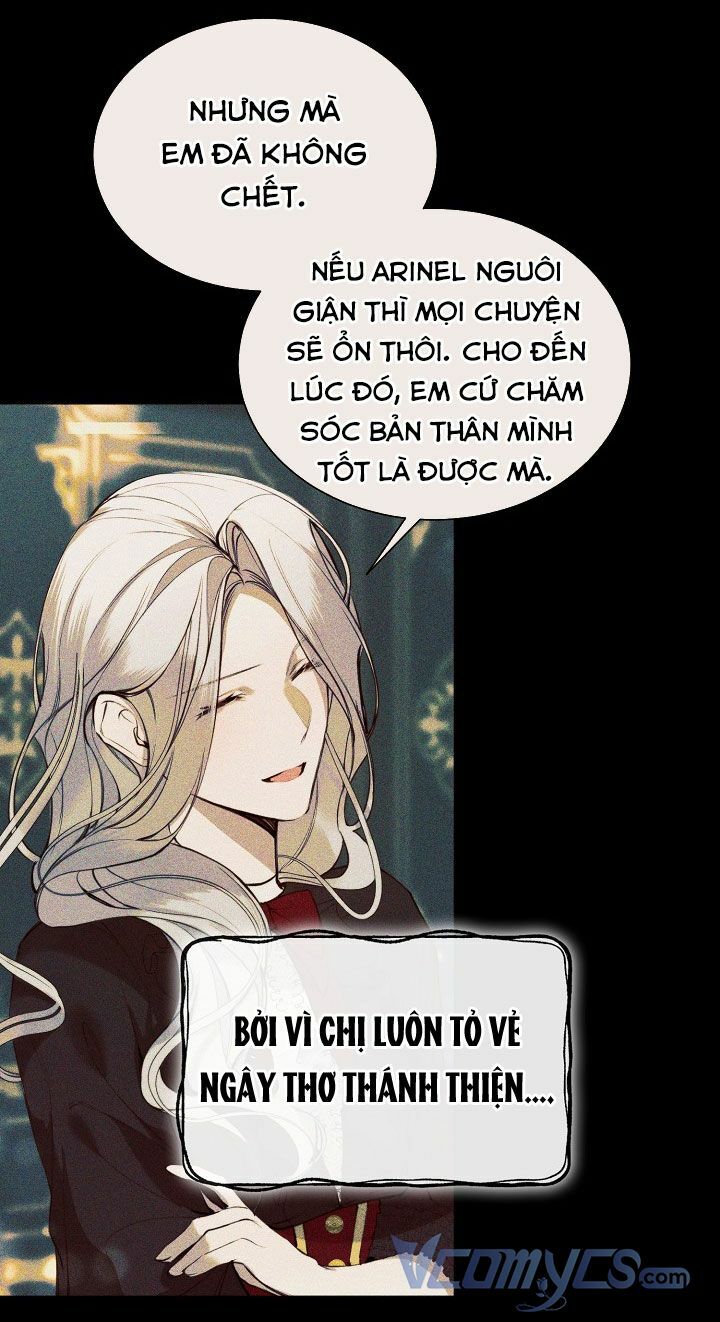 NHƯNG MÀ
EM ĐÃ KHÔNG
CHẾT.
NẾU ARINEL NGUÔI
GIẬN THÌ MỌI CHUYỆN
SẼ ỔN THÔI. CHO ĐẾN
LÚC ĐÓ, EM CỨ CHĂM
SÓC BẢN THÂN MÌNH
TỐT LÀ ĐƯỢC MÀ.
BỞI VÌ CHỊ LUÔN TỎ VẺ
NGÂY THƠ THÁNH THIỆN....
VCOMYCS.com